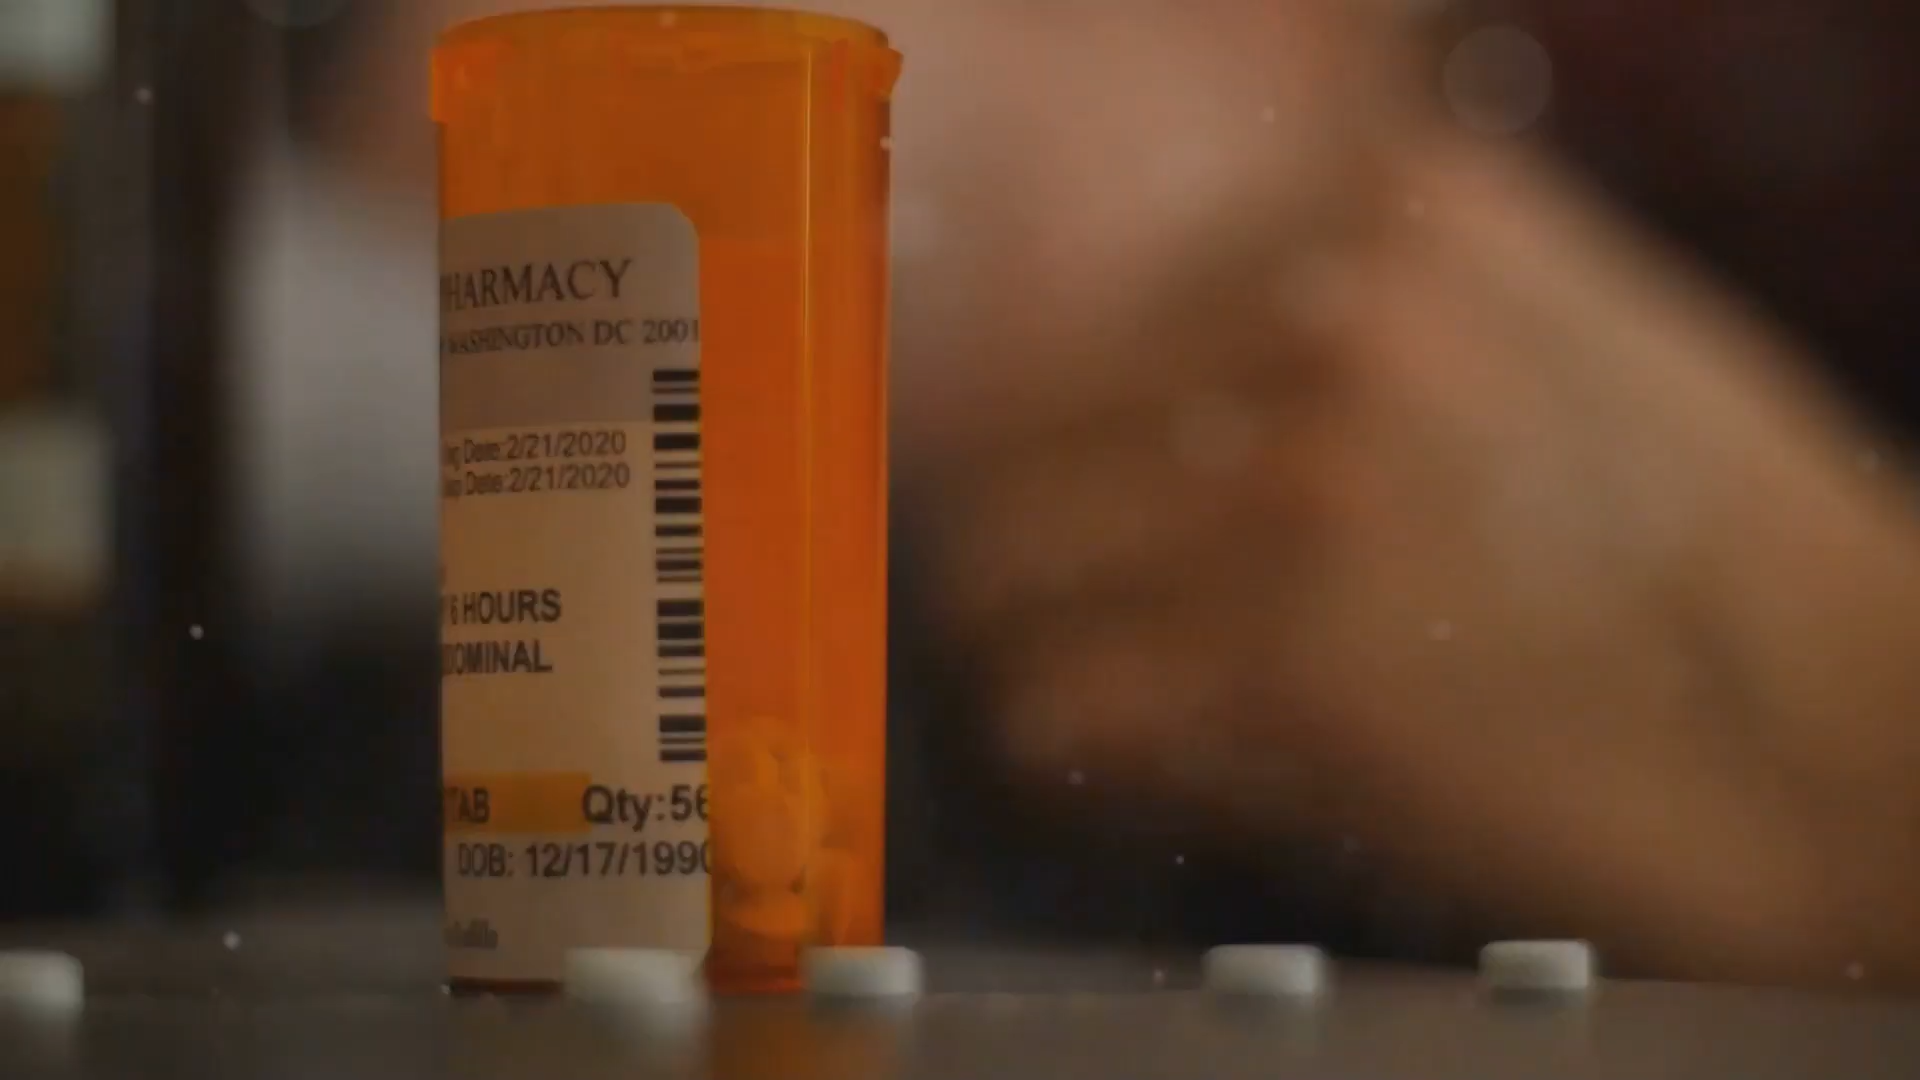 PHARMACY
WASHINGTON DC 2001
Date:2/21/2020
Date:2/21/2020
6 HOURS
DOMINAL
TAB Qty:56
DOB: 12/17/1990